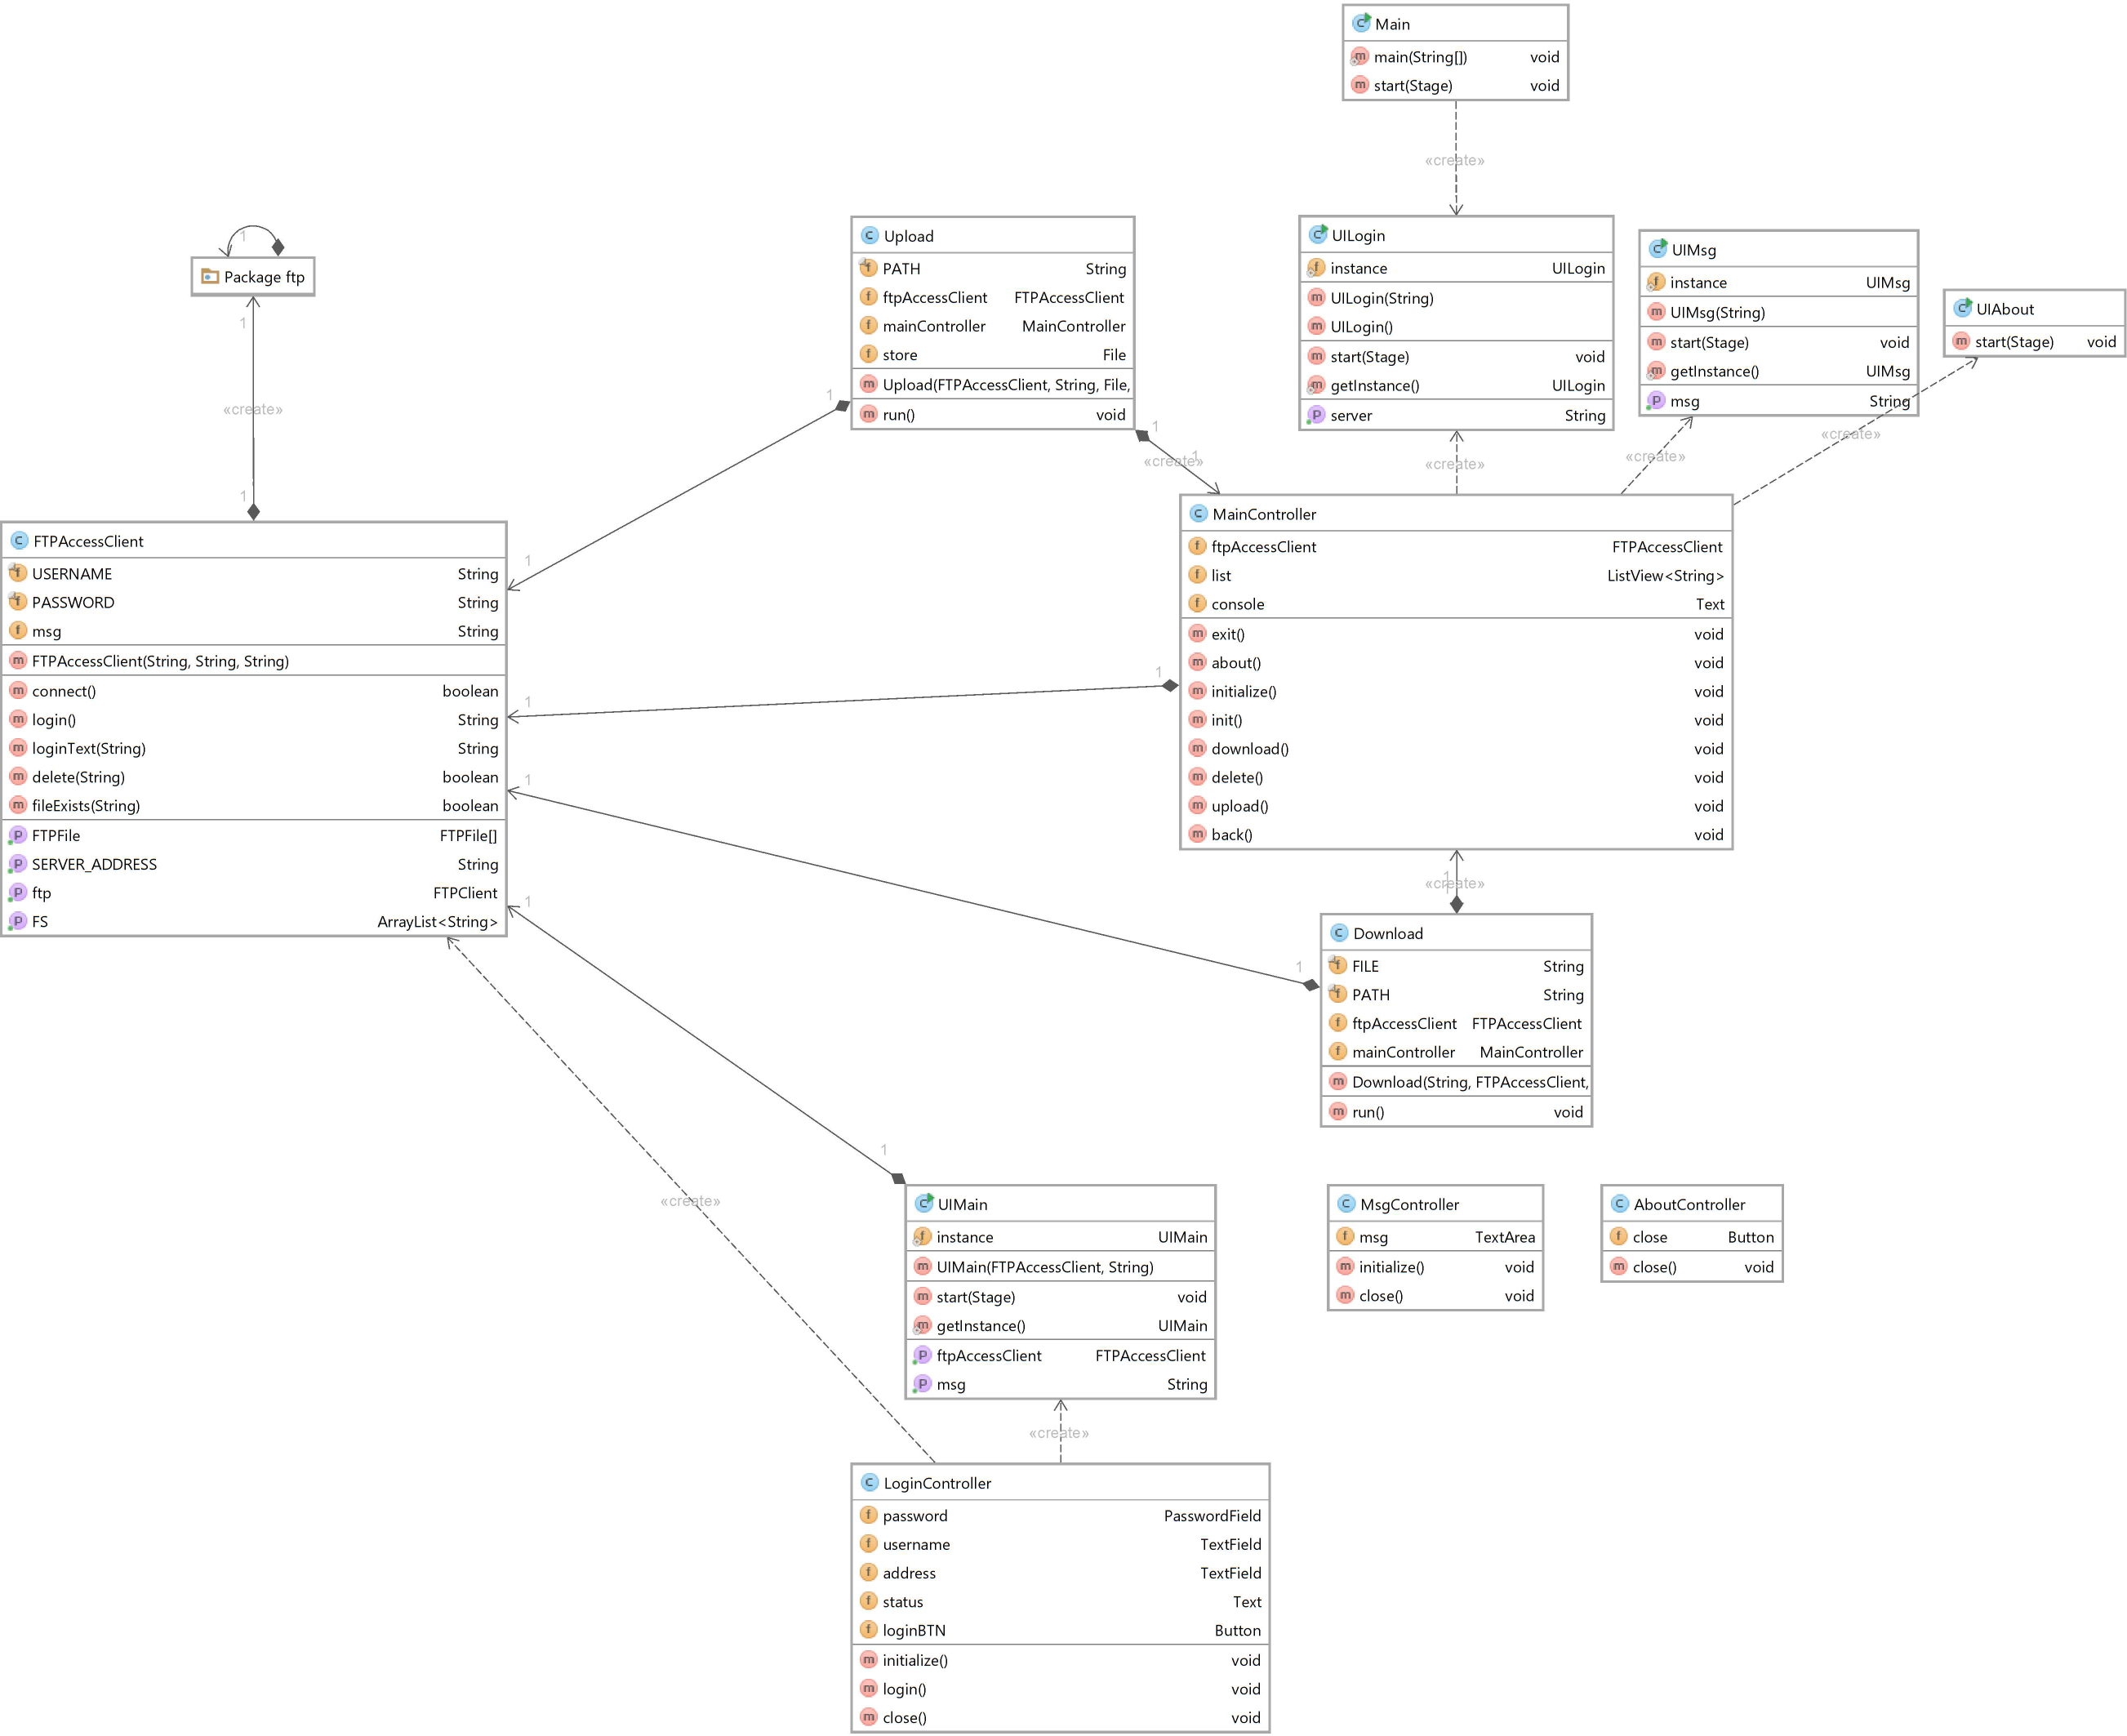 Main
main(String[]) void
start(Stage) void
«create»
Package ftp
1
1
«create»
1
Upload
PATH String
ftpAccessClient FTPAccessClient
mainController MainController
store File
Upload(FTPAccessClient, String, File,
run() void
1
1
«create»
1
UILogin
instance UILogin
UILogin(String)
UILogin()
start(Stage) void
getInstance() UILogin
server String
«create»
UIMsg
instance UIMsg
UIMsg(String)
start(Stage) void
getInstance() UIMsg
msg String
«create»
UIAbout
start(Stage) void
«create»
FTPAccessClient
USERNAME String
PASSWORD String
msg String
FTPAccessClient(String, String, String)
connect() boolean
login() String
loginText(String) String
delete(String) boolean
fileExists(String) boolean
FTPFile FTPFile[]
SERVER_ADDRESS String
ftp FTPClient
FS ArrayList<String>
1
1
1
1
MainController
ftpAccessClient FTPAccessClient
list ListView<String>
console Text
exit() void
about() void
initialize() void
init() void
download() void
delete() void
upload() void
back() void
1
«create»
1
1
Download
FILE String
PATH String
ftpAccessClient FTPAccessClient
mainController MainController
Download(String, FTPAccessClient,
run() void
1
1
«create»
UIMain
instance UIMain
UIMain(FTPAccessClient, String)
start(Stage) void
getInstance() UIMain
ftpAccessClient FTPAccessClient
msg String
MsgController
msg TextArea
initialize() void
close() void
AboutController
close Button
close() void
«create»
LoginController
password PasswordField
username TextField
address TextField
status Text
loginBTN Button
initialize() void
login() void
close() void